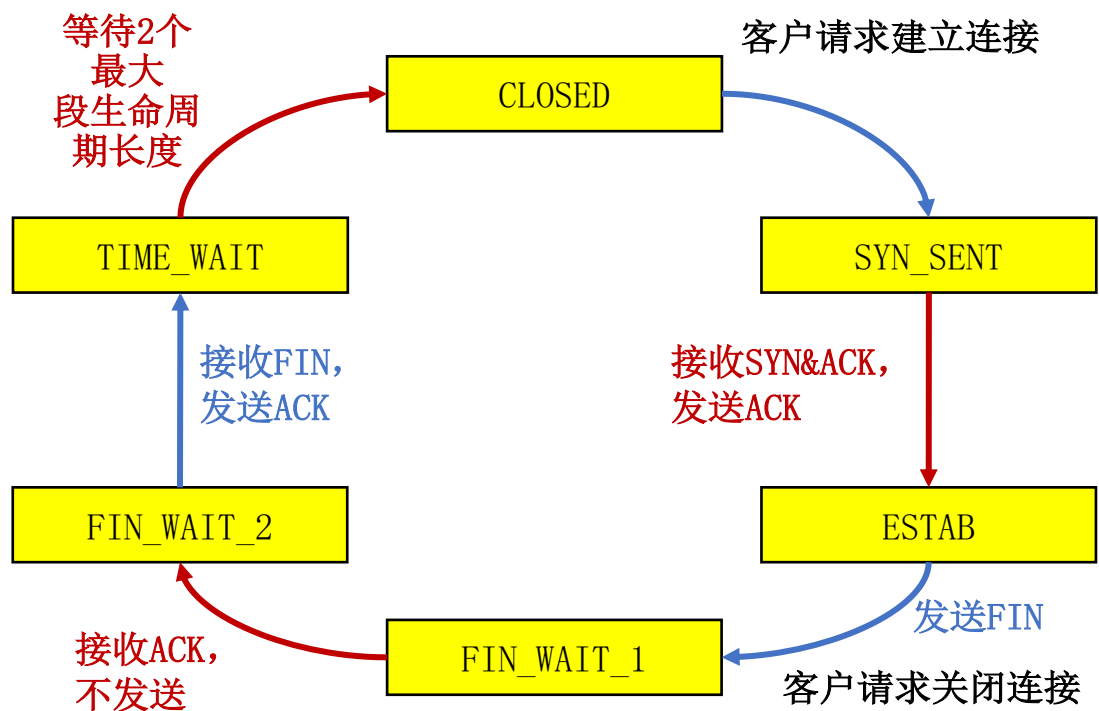 等待2个
最大
段生命周
期长度
客户请求建立连接
CLOSED
TIME_WAIT
SYN_SENT
接收FIN,
发送ACK
接收SYN&ACK,
发送ACK
FIN_WAIT_2
ESTAB
发送FIN
接收ACK,
不发送
FIN_WAIT_1
客户请求关闭连接